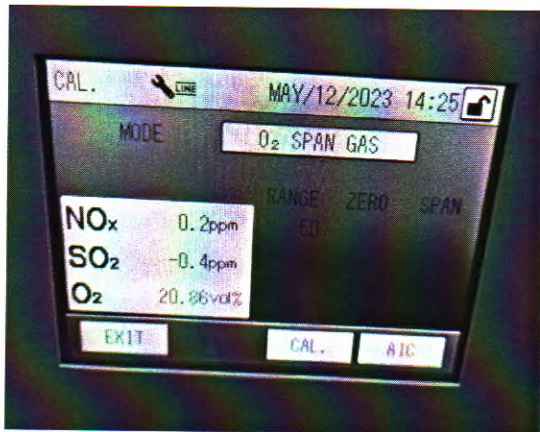 CAL. LINE MAY/12/2023 14:25
MODE O₂ SPAN GAS
RANGE ZERO SPAN
50
NOx 0.2ppm
SO₂ -0.4ppm
O₂ 20.86vol%
EXIT CAL. AIC